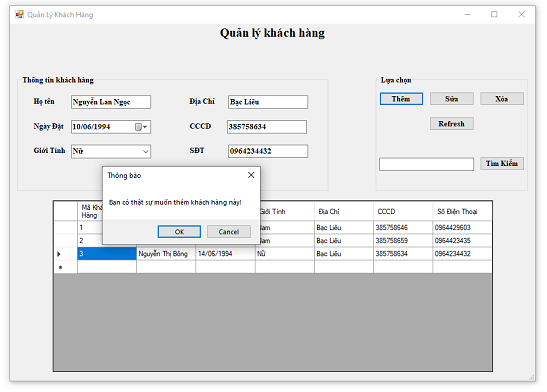 Quản Lý Khách Hàng
Quản lý khách hàng
Thông tin khách hàng
Lựa chọn
Họ tên Nguyễn Lan Ngọc Địa Chỉ Bạc Liêu
Thêm Sửa Xóa
Ngày Đặt 10/06/1994 CCCD 385758634
Refresh
Giới Tính Nữ SĐT 0964234432
Tìm Kiếm
Thông báo
Bạn có thật sự muốn thêm khách hàng này!
OK Cancel
Mã Khá
Hàng Giới Tính Địa Chỉ CCCD Số Điện Thoại
1 Nam Bạc Liêu 385758646 0964429603
2 Nam Bạc Liêu 385758659 0964423435
3 Nguyễn Thị Bông 14/06/1994 Nữ Bạc Liêu 385758634 0964234432